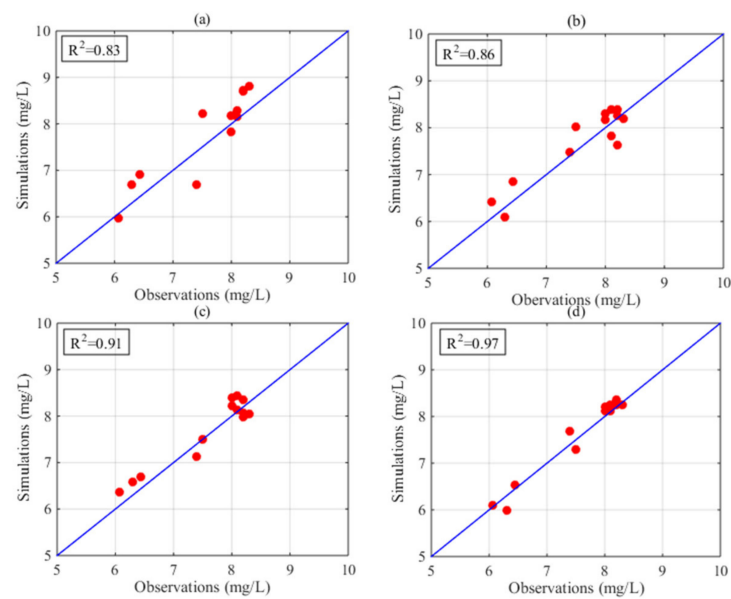 (a)
R²=0.83
10
9
8
7
6
5
Simulations (mg/L)
5 6 7 8 9 10
Observations (mg/L)
(b)
R²=0.86
10
9
8
7
6
5
Simulations (mg/L)
5 6 7 8 9 10
Obervations (mg/L)
(c)
R²=0.91
10
9
8
7
6
5
Simulations (mg/L)
5 6 7 8 9 10
Observations (mg/L)
(d)
R²=0.97
10
9
8
7
6
5
Simulations (mg/L)
5 6 7 8 9 10
Observations (mg/L)